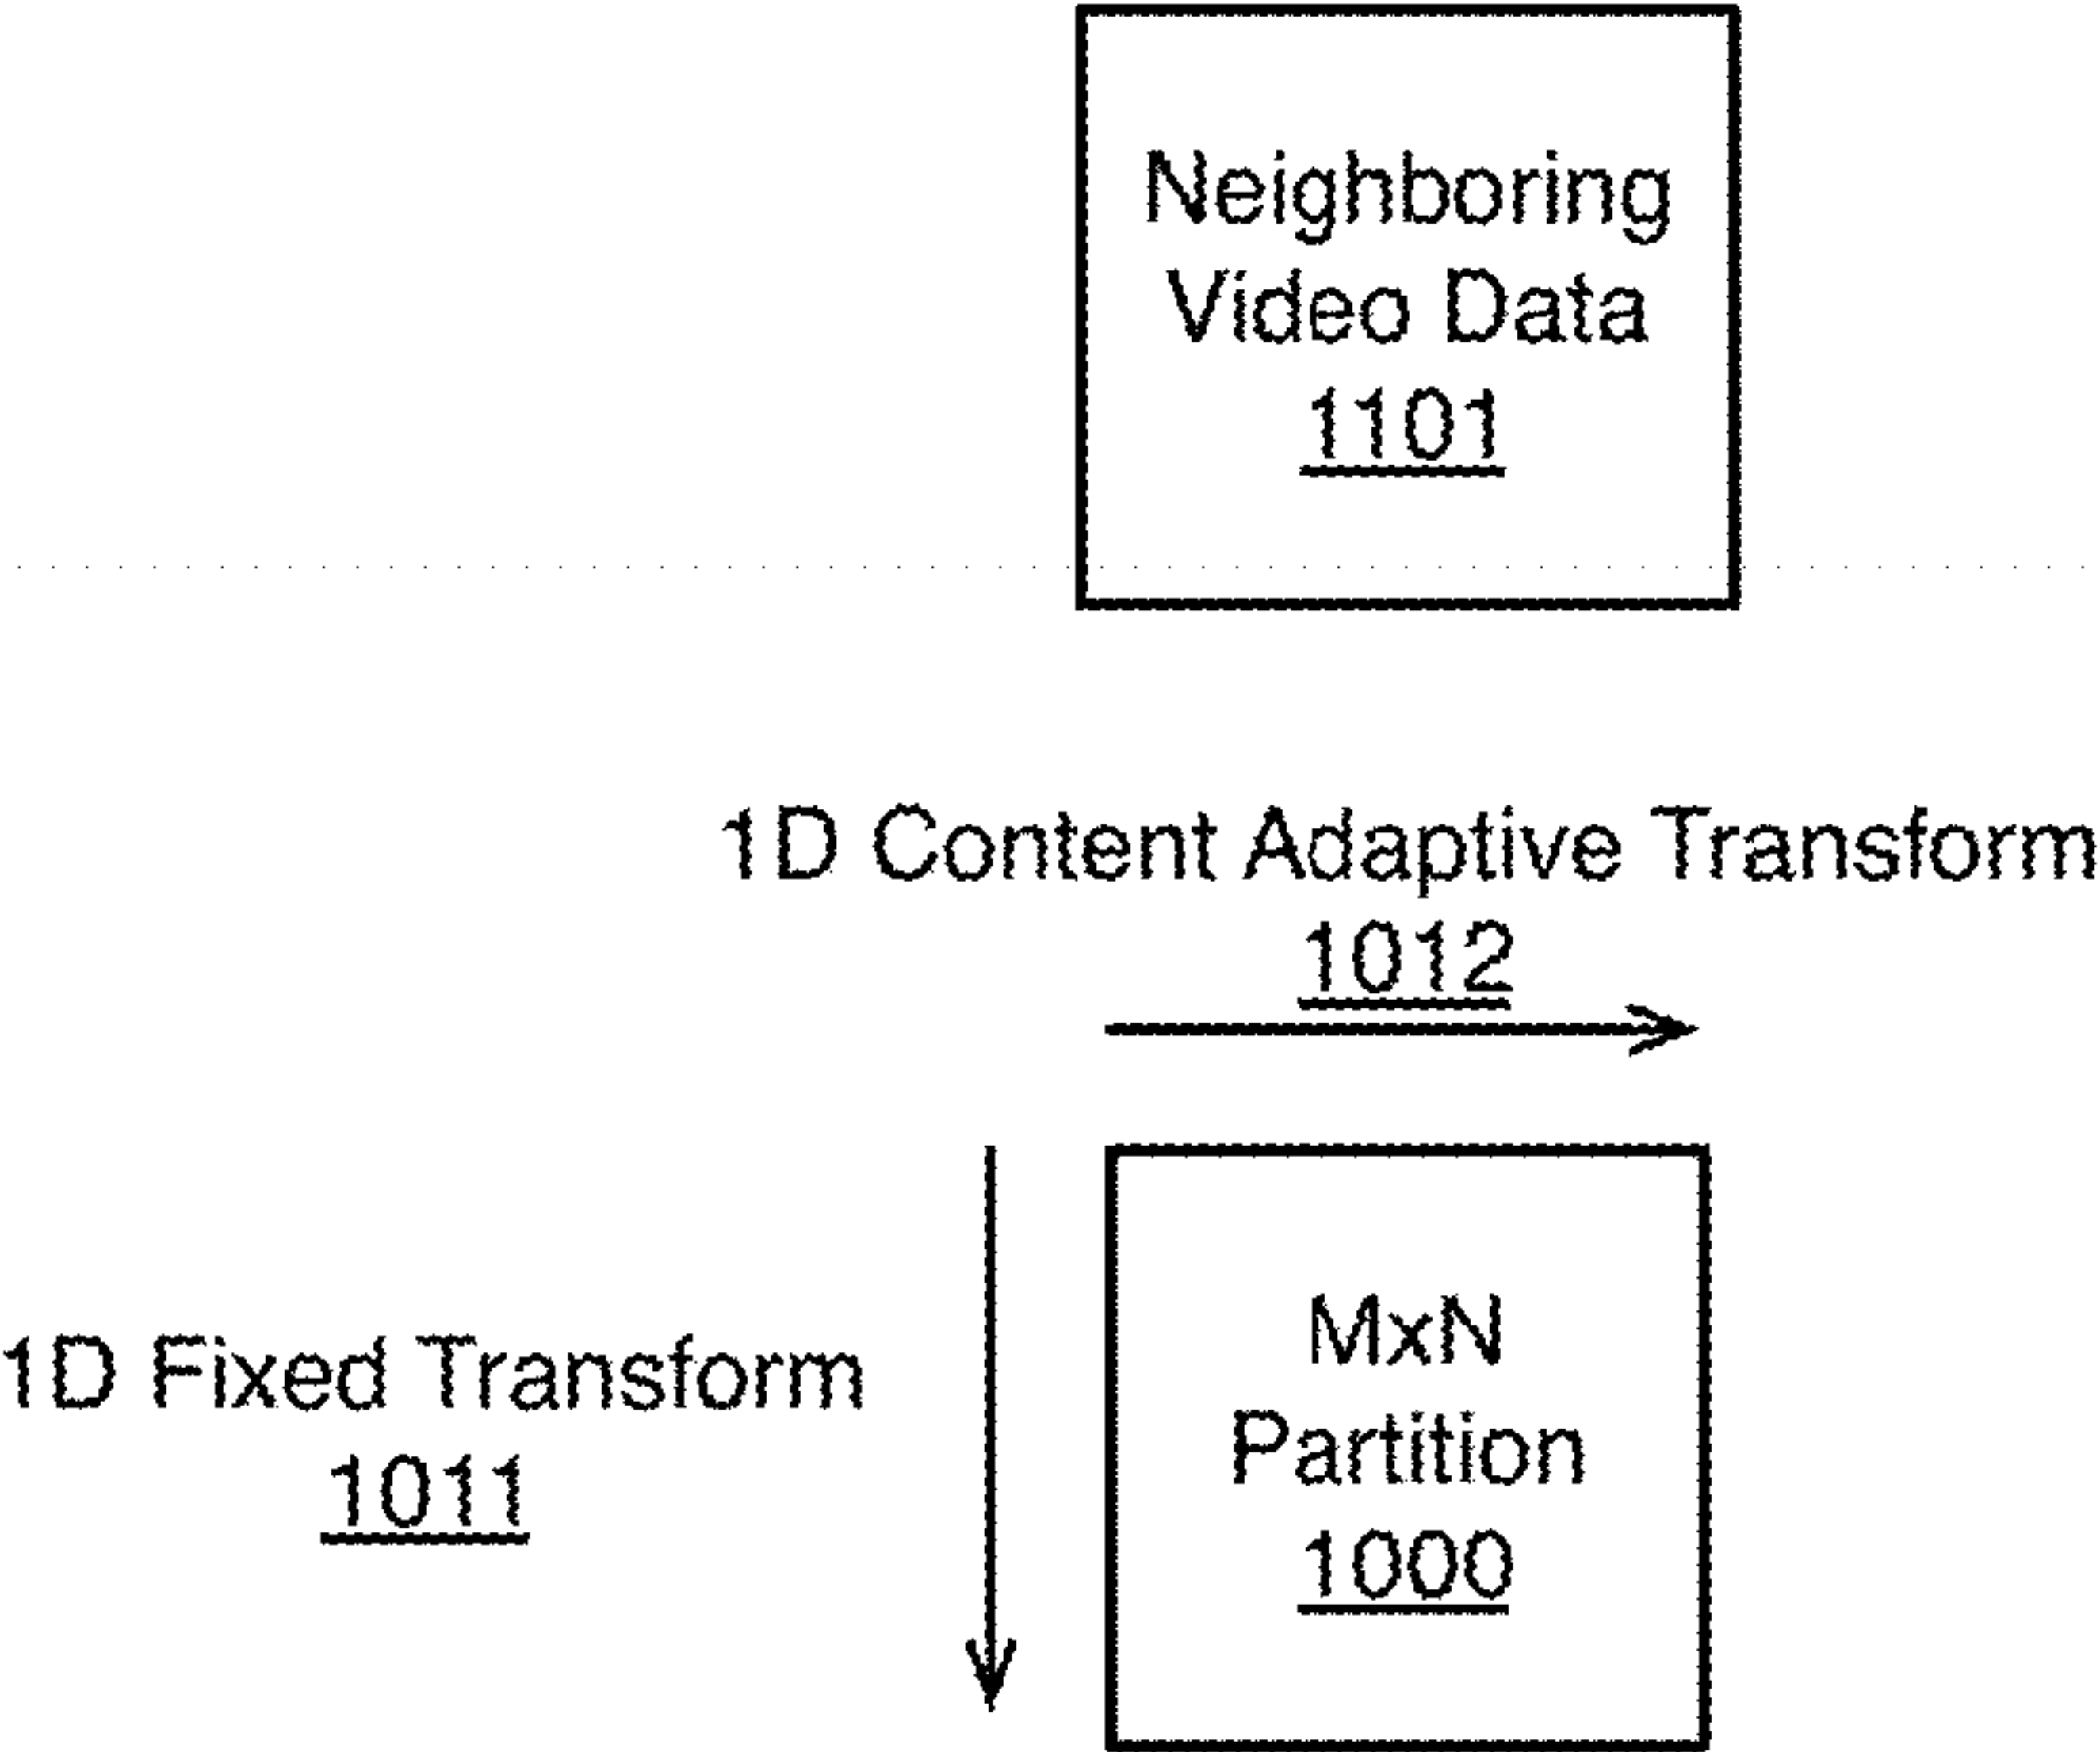 Neighboring
Video Data
1101
1D Content Adaptive Transform
1012
1D Fixed Transform
1011
MxN
Partition
1000